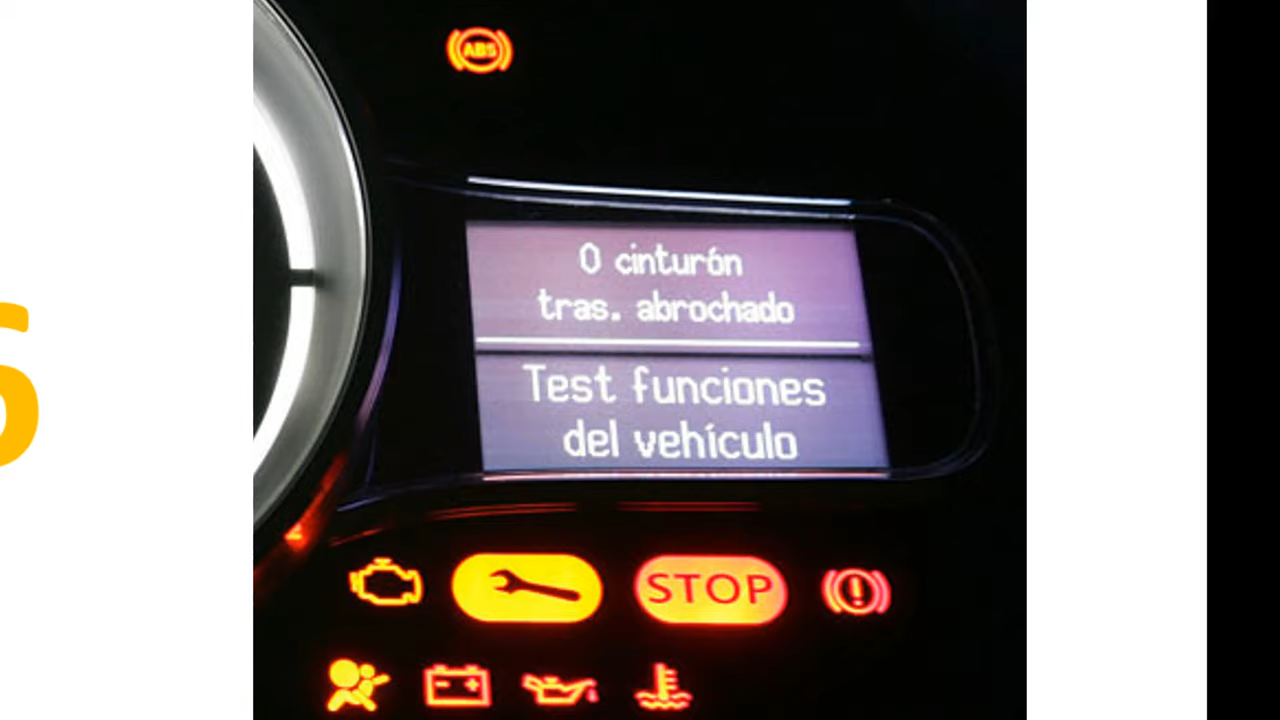 ABS
0 cinturón
tras. abrochado
Test funciones
del vehículo
STOP